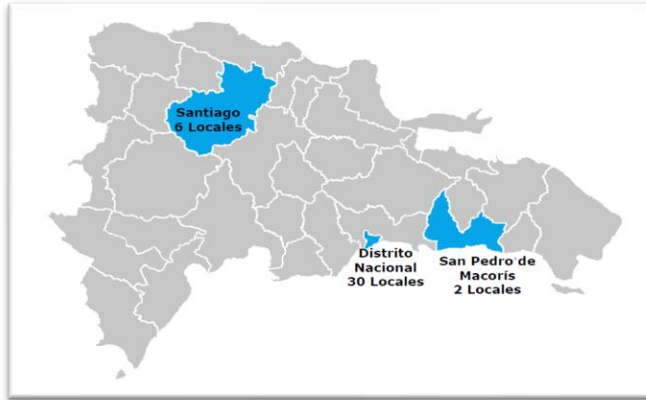 Santiago
6 Locales
Distrito
Nacional
30 Locales
San Pedro de
Macorís
2 Locales